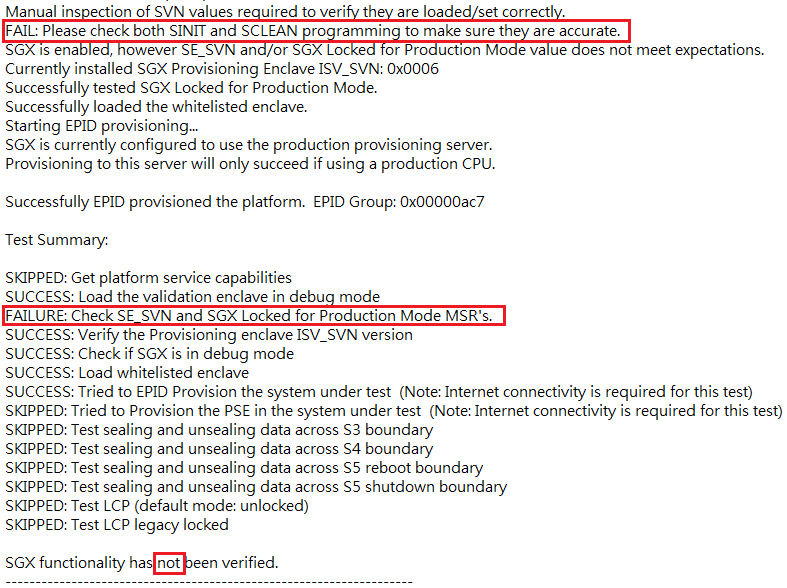 Manual inspection of SVN values required to verify they are loaded/set correctly.
FAIL: Please check both SINIT and SCLEAN programming to make sure they are accurate.
SGX is enabled, however SE_SVN and/or SGX Locked for Production Mode value does not meet expectations.
Currently installed SGX Provisioning Enclave ISV_SVN: 0x0006
Successfully tested SGX Locked for Production Mode.
Successfully loaded the whitelisted enclave.
Starting EPID provisioning...
SGX is currently configured to use the production provisioning server.
Provisioning to this server will only succeed if using a production CPU.
Successfully EPID provisioned the platform.  EPID Group: 0x00000ac7
Test Summary:
SKIPPED: Get platform service capabilities
SUCCESS: Load the validation enclave in debug mode
FAILURE: Check SE_SVN and SGX Locked for Production Mode MSR's.
SUCCESS: Verify the Provisioning enclave ISV_SVN version
SUCCESS: Check if SGX is in debug mode
SUCCESS: Load whitelisted enclave
SUCCESS: Tried to EPID Provision the system under test  (Note: Internet connectivity is required for this test)
SKIPPED: Tried to Provision the PSE in the system under test  (Note: Internet connectivity is required for this test)
SKIPPED: Test sealing and unsealing data across S3 boundary
SKIPPED: Test sealing and unsealing data across S4 boundary
SKIPPED: Test sealing and unsealing data across S5 reboot boundary
SKIPPED: Test sealing and unsealing data across S5 shutdown boundary
SKIPPED: Test LCP (default mode: unlocked)
SKIPPED: Test LCP legacy locked
SGX functionality has not been verified.
--------------------------------------------------------------------